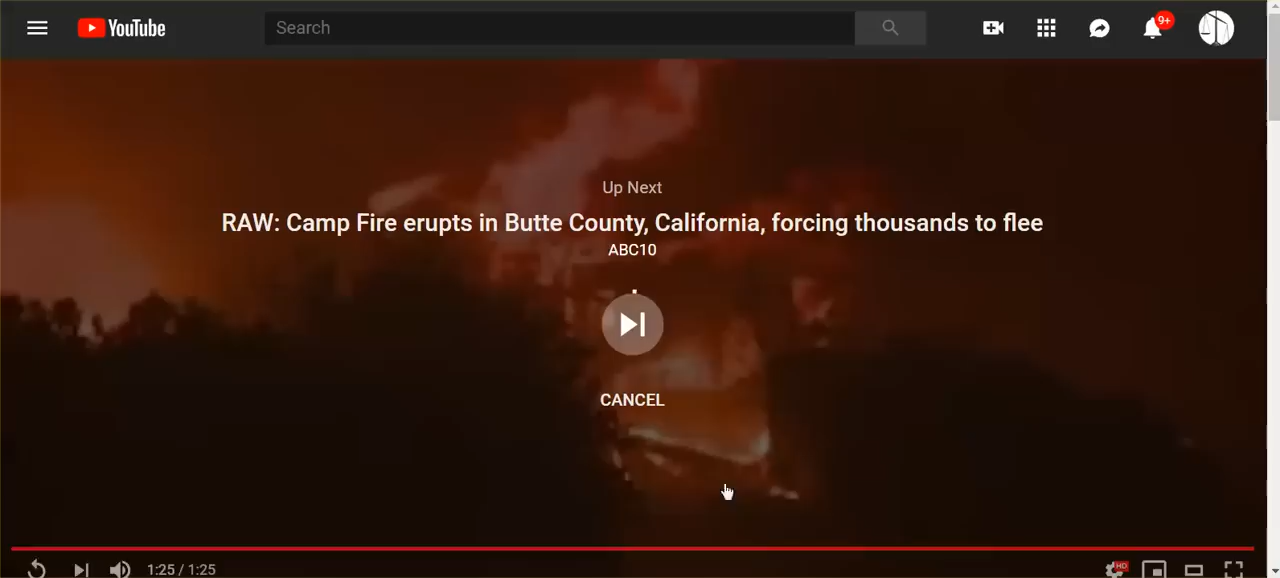 YouTube
Search
9+
Up Next
RAW: Camp Fire erupts in Butte County, California, forcing thousands to flee
ABC10
CANCEL
1:25 / 1:25
HD